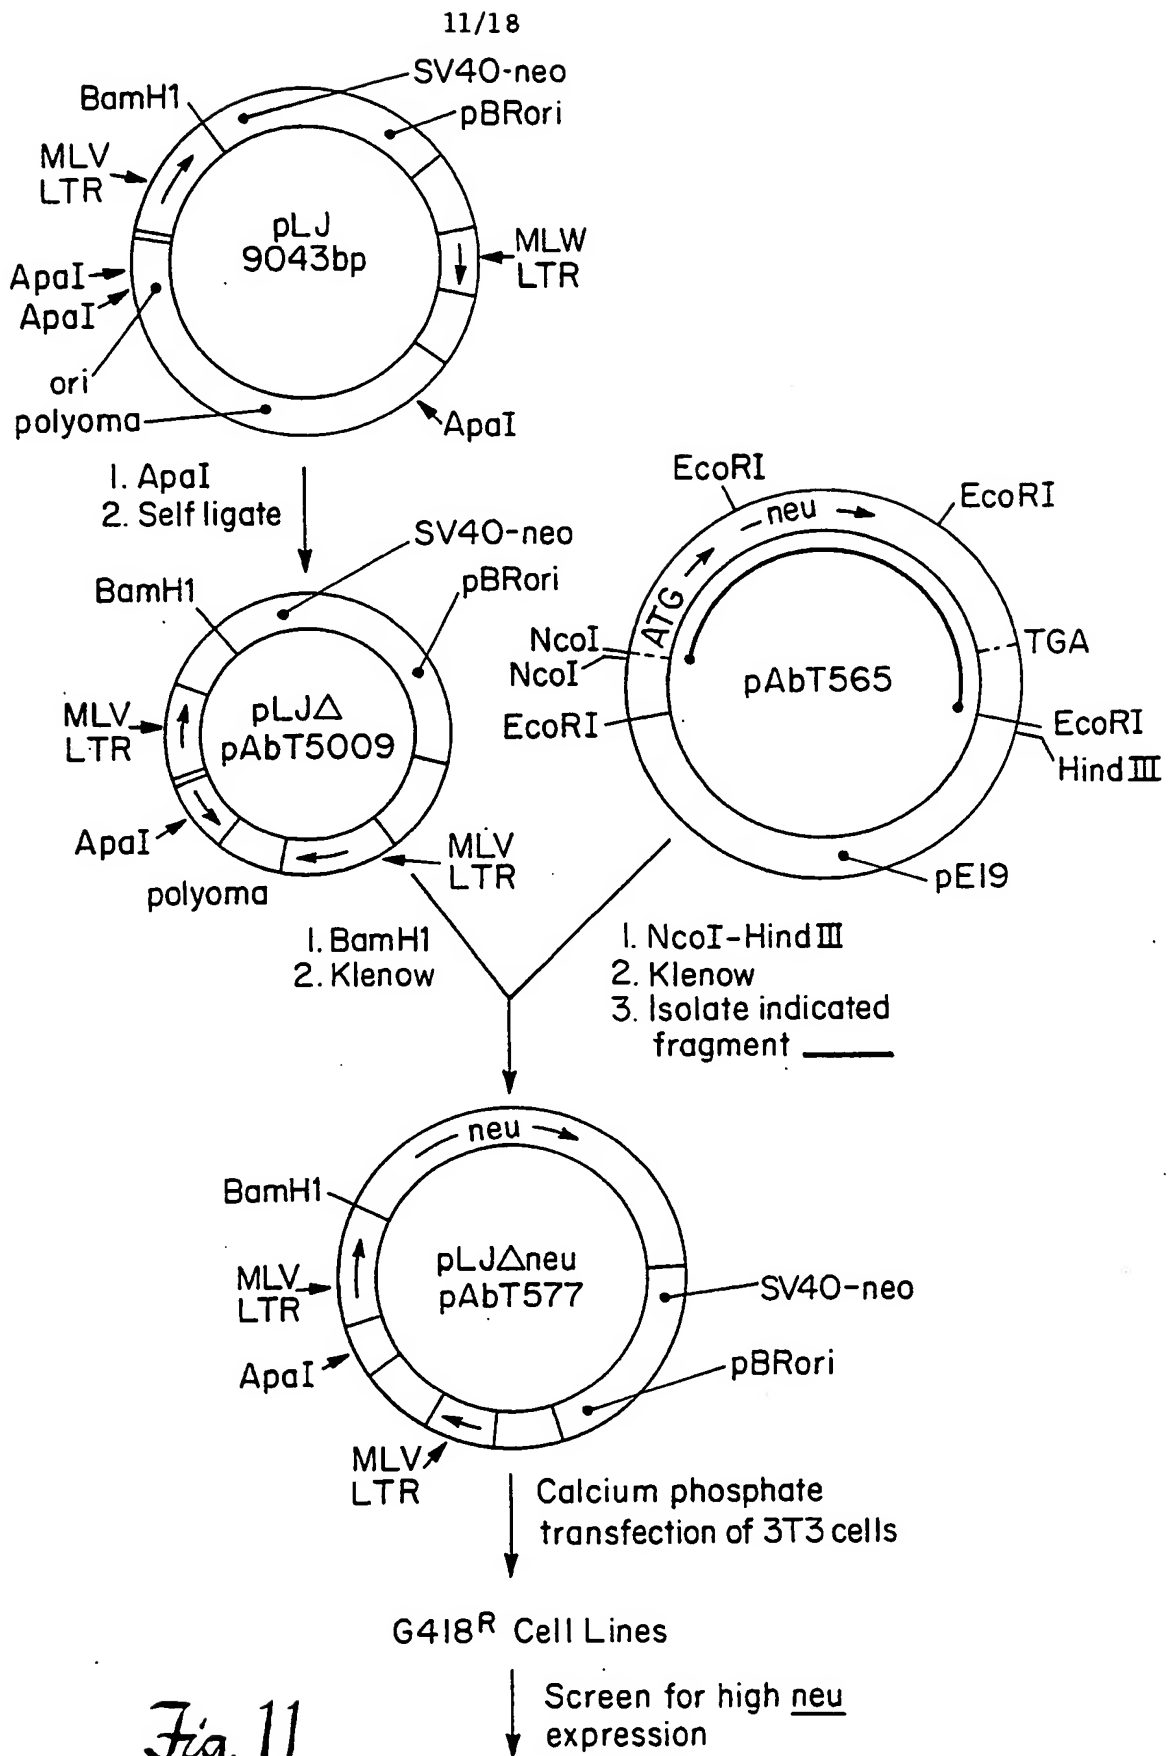 11/18
SV40-neo
BamH1
pBRori
MLV
LTR
pLJ
9043bp
MLW
LTR
ApaI
ApaI
ori
polyoma
ApaI
1. ApaI
2. Self ligate
SV40-neo
BamH1
pBRori
MLV
LTR
pLJΔ
pAbT5009
ApaI
polyoma
MLV
LTR
EcoRI
EcoRI
neu
ATG
NcoI
NcoI
TGA
pAbT565
EcoRI
EcoRI
Hind III
pE19
1. BamH1
2. Klenow
1. NcoI-Hind III
2. Klenow
3. Isolate indicated
fragment
neu
BamH1
pLJΔneu
pAbT577
MLV
LTR
SV40-neo
ApaI
pBRori
MLV
LTR
Calcium phosphate
transfection of 3T3 cells
G418ᴿ Cell Lines
Screen for high neu
expression
Fig. 11